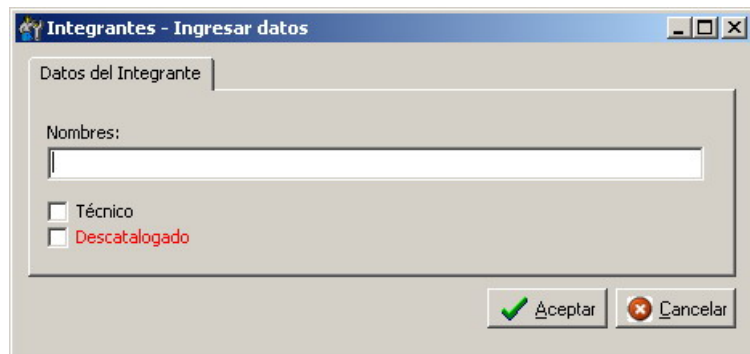 Integrantes - Ingresar datos
Datos del Integrante
Nombres:
Técnico
Descatalogado
Aceptar
Cancelar